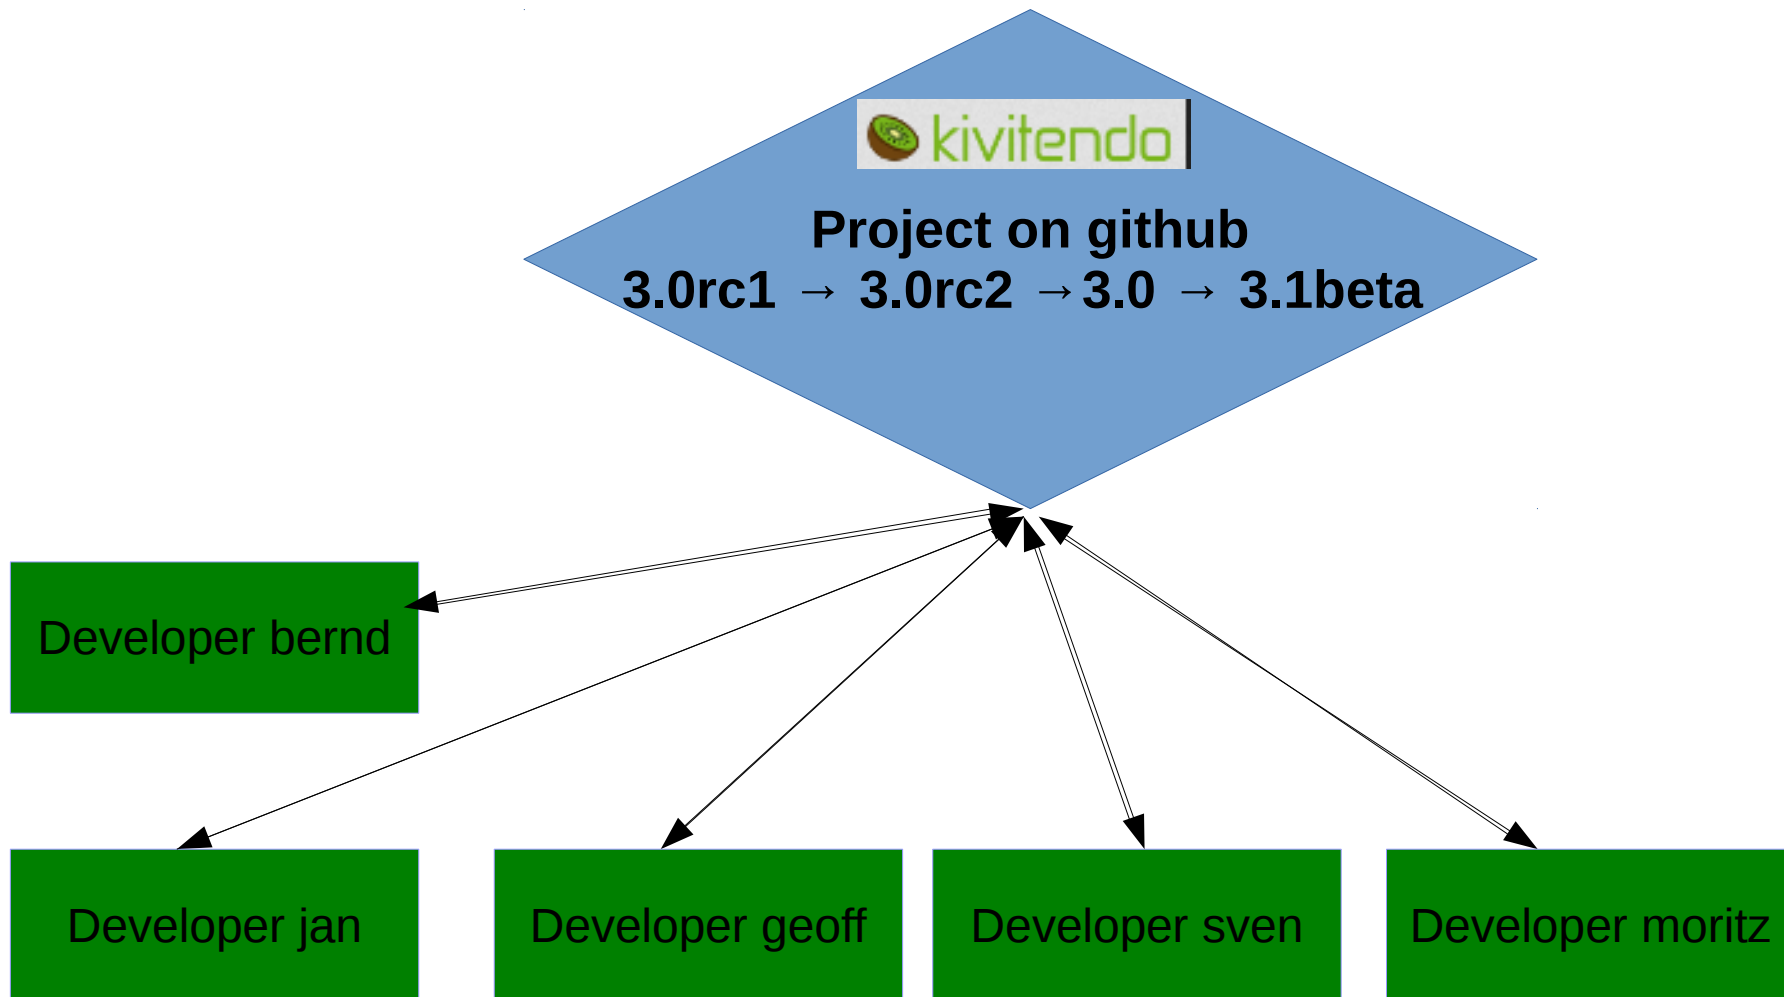 kivitendo
Project on github
3.0rc1 → 3.0rc2 →3.0 → 3.1beta
Developer bernd
Developer jan
Developer geoff
Developer sven
Developer moritz